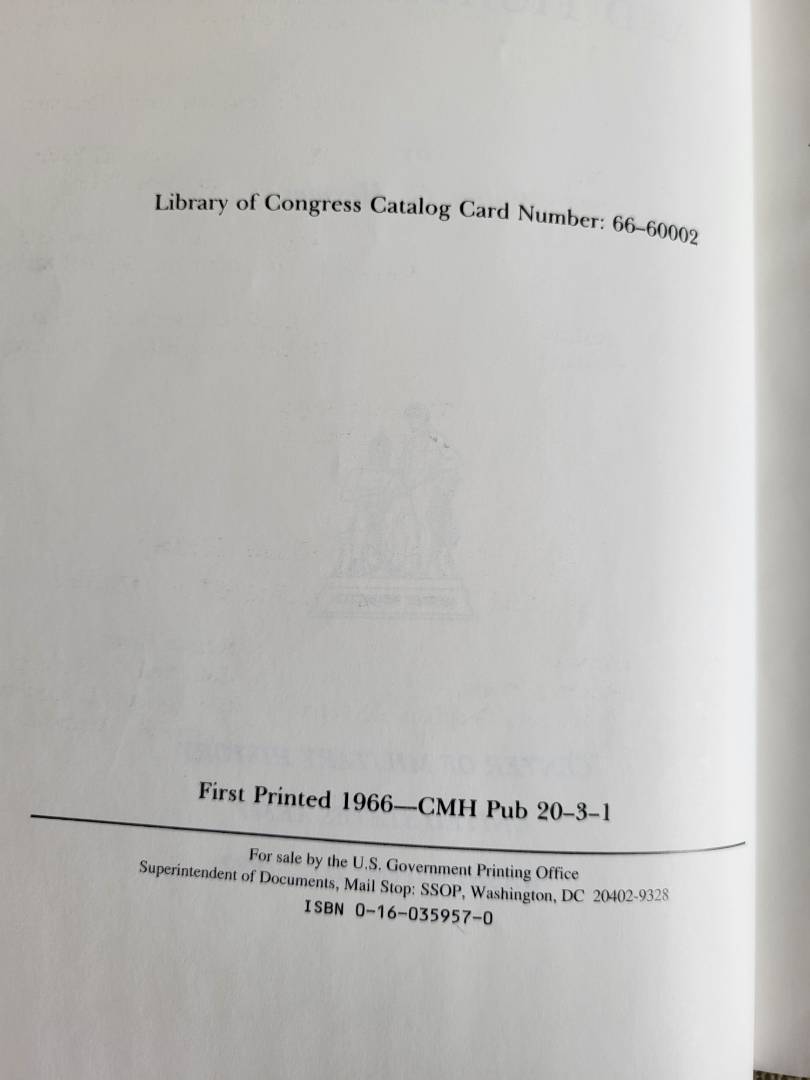 Library of Congress Catalog Card Number: 66–60002
First Printed 1966—CMH Pub 20–3–1
For sale by the U.S. Government Printing Office
Superintendent of Documents, Mail Stop: SSOP, Washington, DC 20402-9328
ISBN 0-16-035957-0